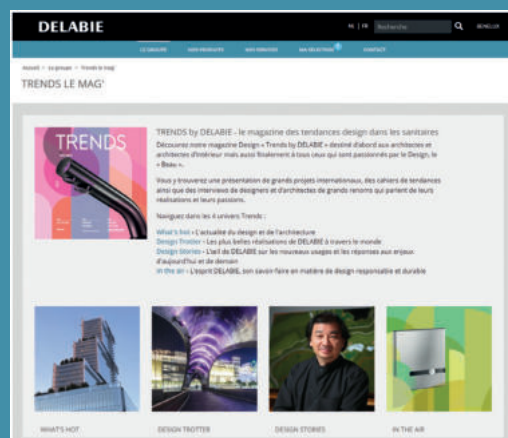 DELABIE
NL | FR
Recherche
BENELUX
LE GROUPE
NOS PRODUITS
NOS SERVICES
MA SÉLECTION
CONTACT
Accueil > Le groupe > Trends le mag'
TRENDS LE MAG'
TRENDS
TRENDS by DELABIE - le magazine des tendances design dans les sanitaires
Découvrez notre magazine Design « Trends by DELABIE » destiné d'abord aux architectes et
architectes d'intérieur mais aussi finalement à tous ceux qui sont passionnés par le Design, le
« Beau ».
Vous y trouverez une présentation de grands projets internationaux, des cahiers de tendances
ainsi que des interviews de designers et d'architectes de grands renoms qui parlent de leurs
réalisations et leurs passions.
Naviguez dans les 4 univers Trends :
What's hot - L'actualité du design et de l'architecture
Design Trotter - Les plus belles réalisations de DELABIE à travers le monde
Design Stories - L'œil de DELABIE sur les nouveaux usages et les réponses aux enjeux
d'aujourd'hui et de demain
In the air - L'esprit DELABIE, son savoir-faire en matière de design responsable et durable
WHAT'S HOT
DESIGN TROTTER
DESIGN STORIES
IN THE AIR